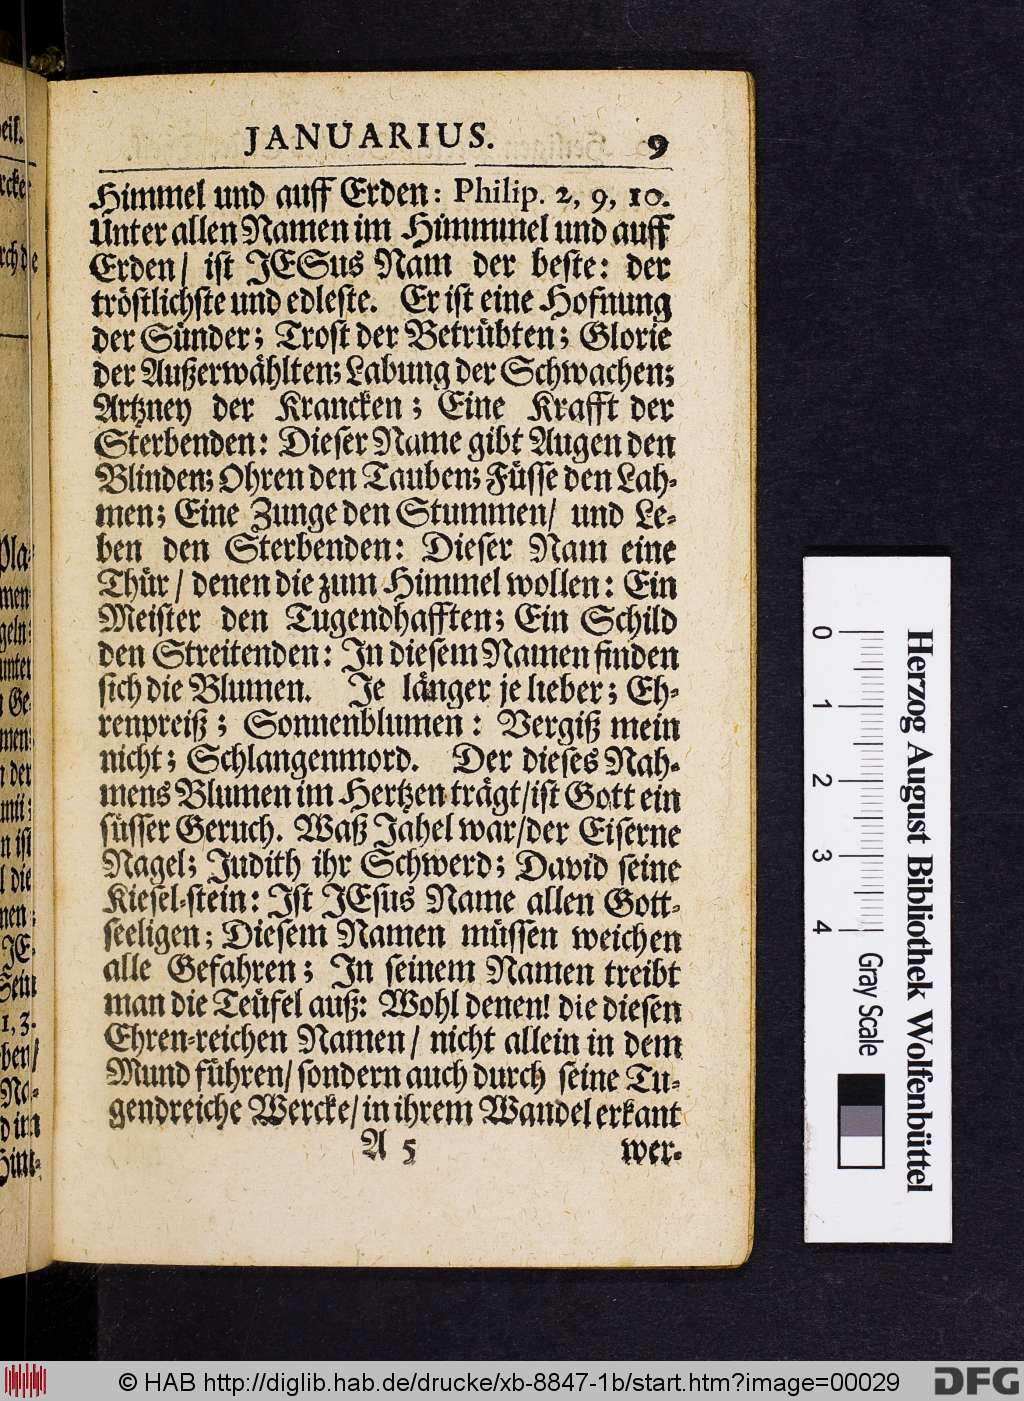 JANUARIUS. 9
Himmel und auff Erden: Philip. 2, 9, 10.
Unter allen Namen im Himmmel und auff
Erden/ ist JESus Nam der beste: der
tröstlichste und edleste. Er ist eine Hofnung
der Sünder; Trost der Betrübten; Glorie
der Außerwählten; Labung der Schwachen;
Artzney der Krancken; Eine Krafft der
Sterbenden: Dieser Name gibt Augen den
Blinden; Ohren den Tauben; Füsse den Lah-
men; Eine Zunge den Stummen/ und Le-
ben den Sterbenden: Dieser Nam eine
Thür/ denen die zum Himmel wollen: Ein
Meister den Tugendhafften; Ein Schild
den Streitenden: In diesem Namen finden
sich die Blumen. Je länger je lieber; Eh-
renpreiß; Sonnenblumen: Vergiß mein
nicht; Schlangenmord. Der dieses Nah-
mens Blumen im Hertzen trägt/ ist Gott ein
süsser Geruch. Waß Jahel war/ der Eiserne
Nagel; Judith ihr Schwerd; David seine
Kiesel-stein: Ist JEsus Name allen Gott-
seeligen; Diesem Namen müssen weichen
alle Gefahren; In seinem Namen treibt
man die Teüfel auß: Wohl denen! die diesen
Ehren-reichen Namen/ nicht allein in dem
Mund führen/ sondern auch durch seine Tu-
gendreiche Wercke/ in ihrem Wandel erkant
A 5 wer-
0 1 2 3 4
Herzog August Bibliothek Wolfenbüttel
Gray Scale
© HAB http://diglib.hab.de/drucke/xb-8847-1b/start.htm?image=00029
DFG